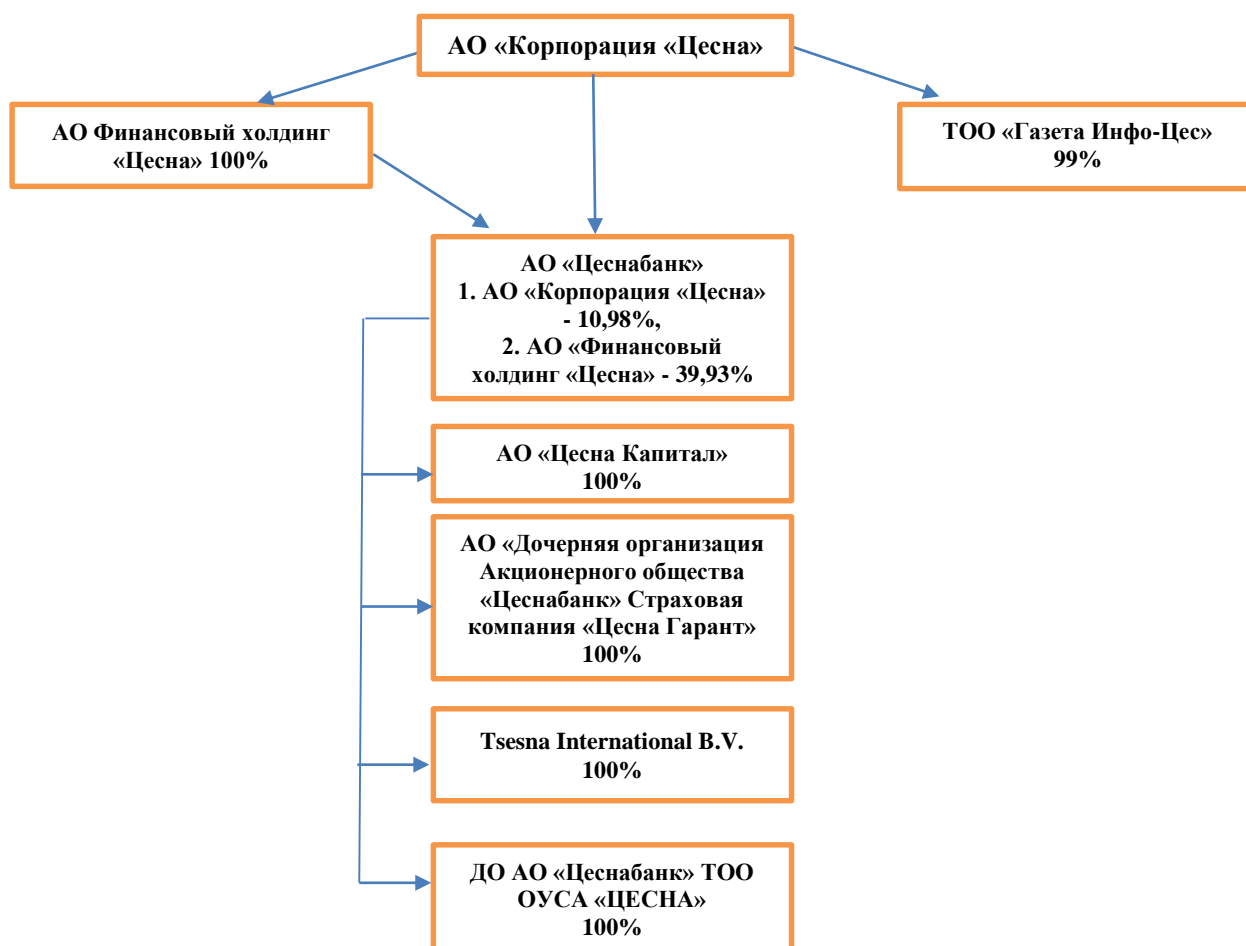 АО «Корпорация «Цесна»
АО Финансовый холдинг
«Цесна» 100%
ТОО «Газета Инфо-Цес»
99%
АО «Цеснабанк»
1. АО «Корпорация «Цесна»
- 10,98%,
2. АО «Финансовый
холдинг «Цесна» - 39,93%
АО «Цесна Капитал»
100%
АО «Дочерняя организация
Акционерного общества
«Цеснабанк» Страховая
компания «Цесна Гарант»
100%
Tsesna International B.V.
100%
ДО АО «Цеснабанк» ТОО
ОУСА «ЦЕСНА»
100%